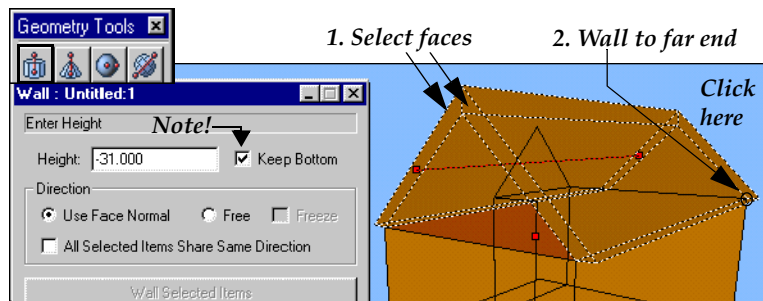 Geometry Tools
1. Select faces
2. Wall to far end
Click
here
Wall : Untitled:1
Enter Height
Note!
Height: -31.000
Keep Bottom
Direction
Use Face Normal
Free
Freeze
All Selected Items Share Same Direction
Wall Selected Items